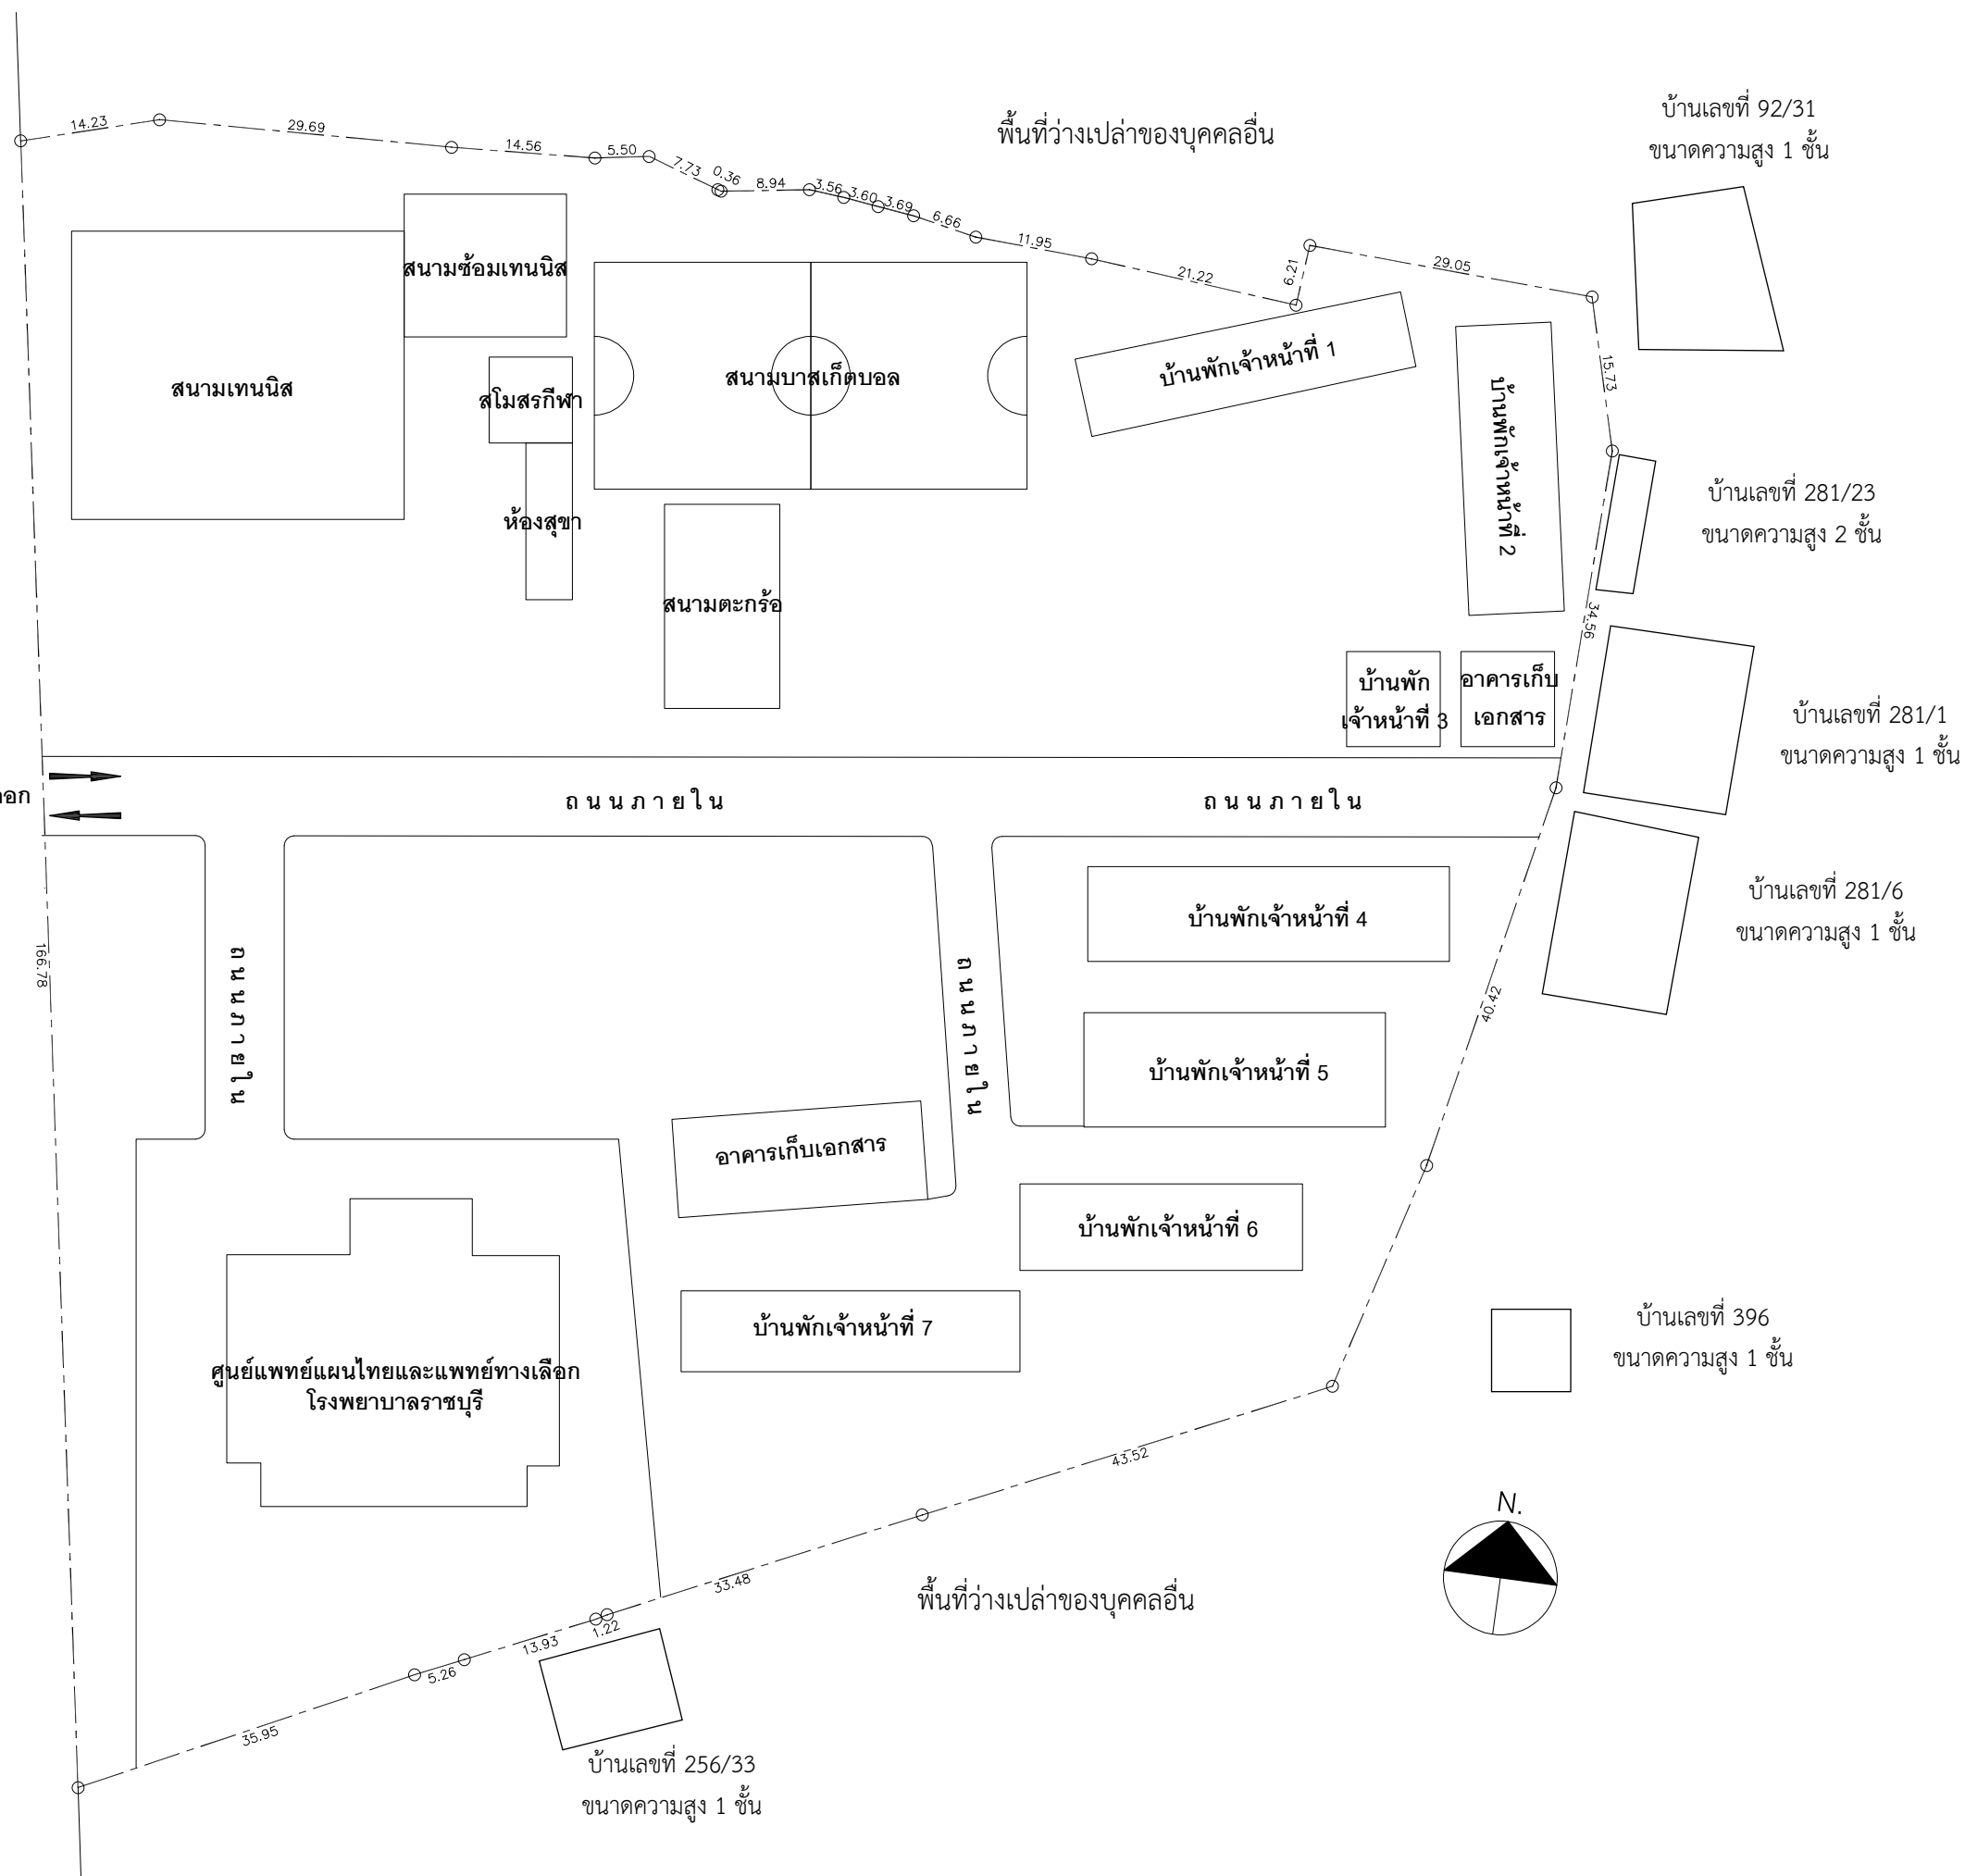 14.23
29.69
14.56
5.50
7.73
0.36
8.94
3.56
3.60
3.69
6.66
11.95
21.22
6.21
29.05
15.73
34.56
40.42
43.52
33.48
1.22
13.93
5.26
35.95
166.78
พื้นที่ว่างเปล่าของบุคคลอื่น
บ้านเลขที่ 92/31
ขนาดความสูง 1 ชั้น
สนามซ้อมเทนนิส
สนามเทนนิส
สโมสรกีฬา
สนามบาสเก็ตบอล
บ้านพักเจ้าหน้าที่ 1
บ้านพักเจ้าหน้าที่ 2
บ้านเลขที่ 281/23
ขนาดความสูง 2 ชั้น
ห้องสุขา
สนามตะกร้อ
บ้านพัก
เจ้าหน้าที่ 3
อาคารเก็บ
เอกสาร
บ้านเลขที่ 281/1
ขนาดความสูง 1 ชั้น
ถนนภายใน
ถนนภายใน
บ้านเลขที่ 281/6
ขนาดความสูง 1 ชั้น
บ้านพักเจ้าหน้าที่ 4
ถนนภายใน
ถนนภายใน
บ้านพักเจ้าหน้าที่ 5
อาคารเก็บเอกสาร
บ้านพักเจ้าหน้าที่ 6
บ้านพักเจ้าหน้าที่ 7
บ้านเลขที่ 396
ขนาดความสูง 1 ชั้น
ศูนย์แพทย์แผนไทยและแพทย์ทางเลือก
โรงพยาบาลราชบุรี
N.
พื้นที่ว่างเปล่าของบุคคลอื่น
บ้านเลขที่ 256/33
ขนาดความสูง 1 ชั้น